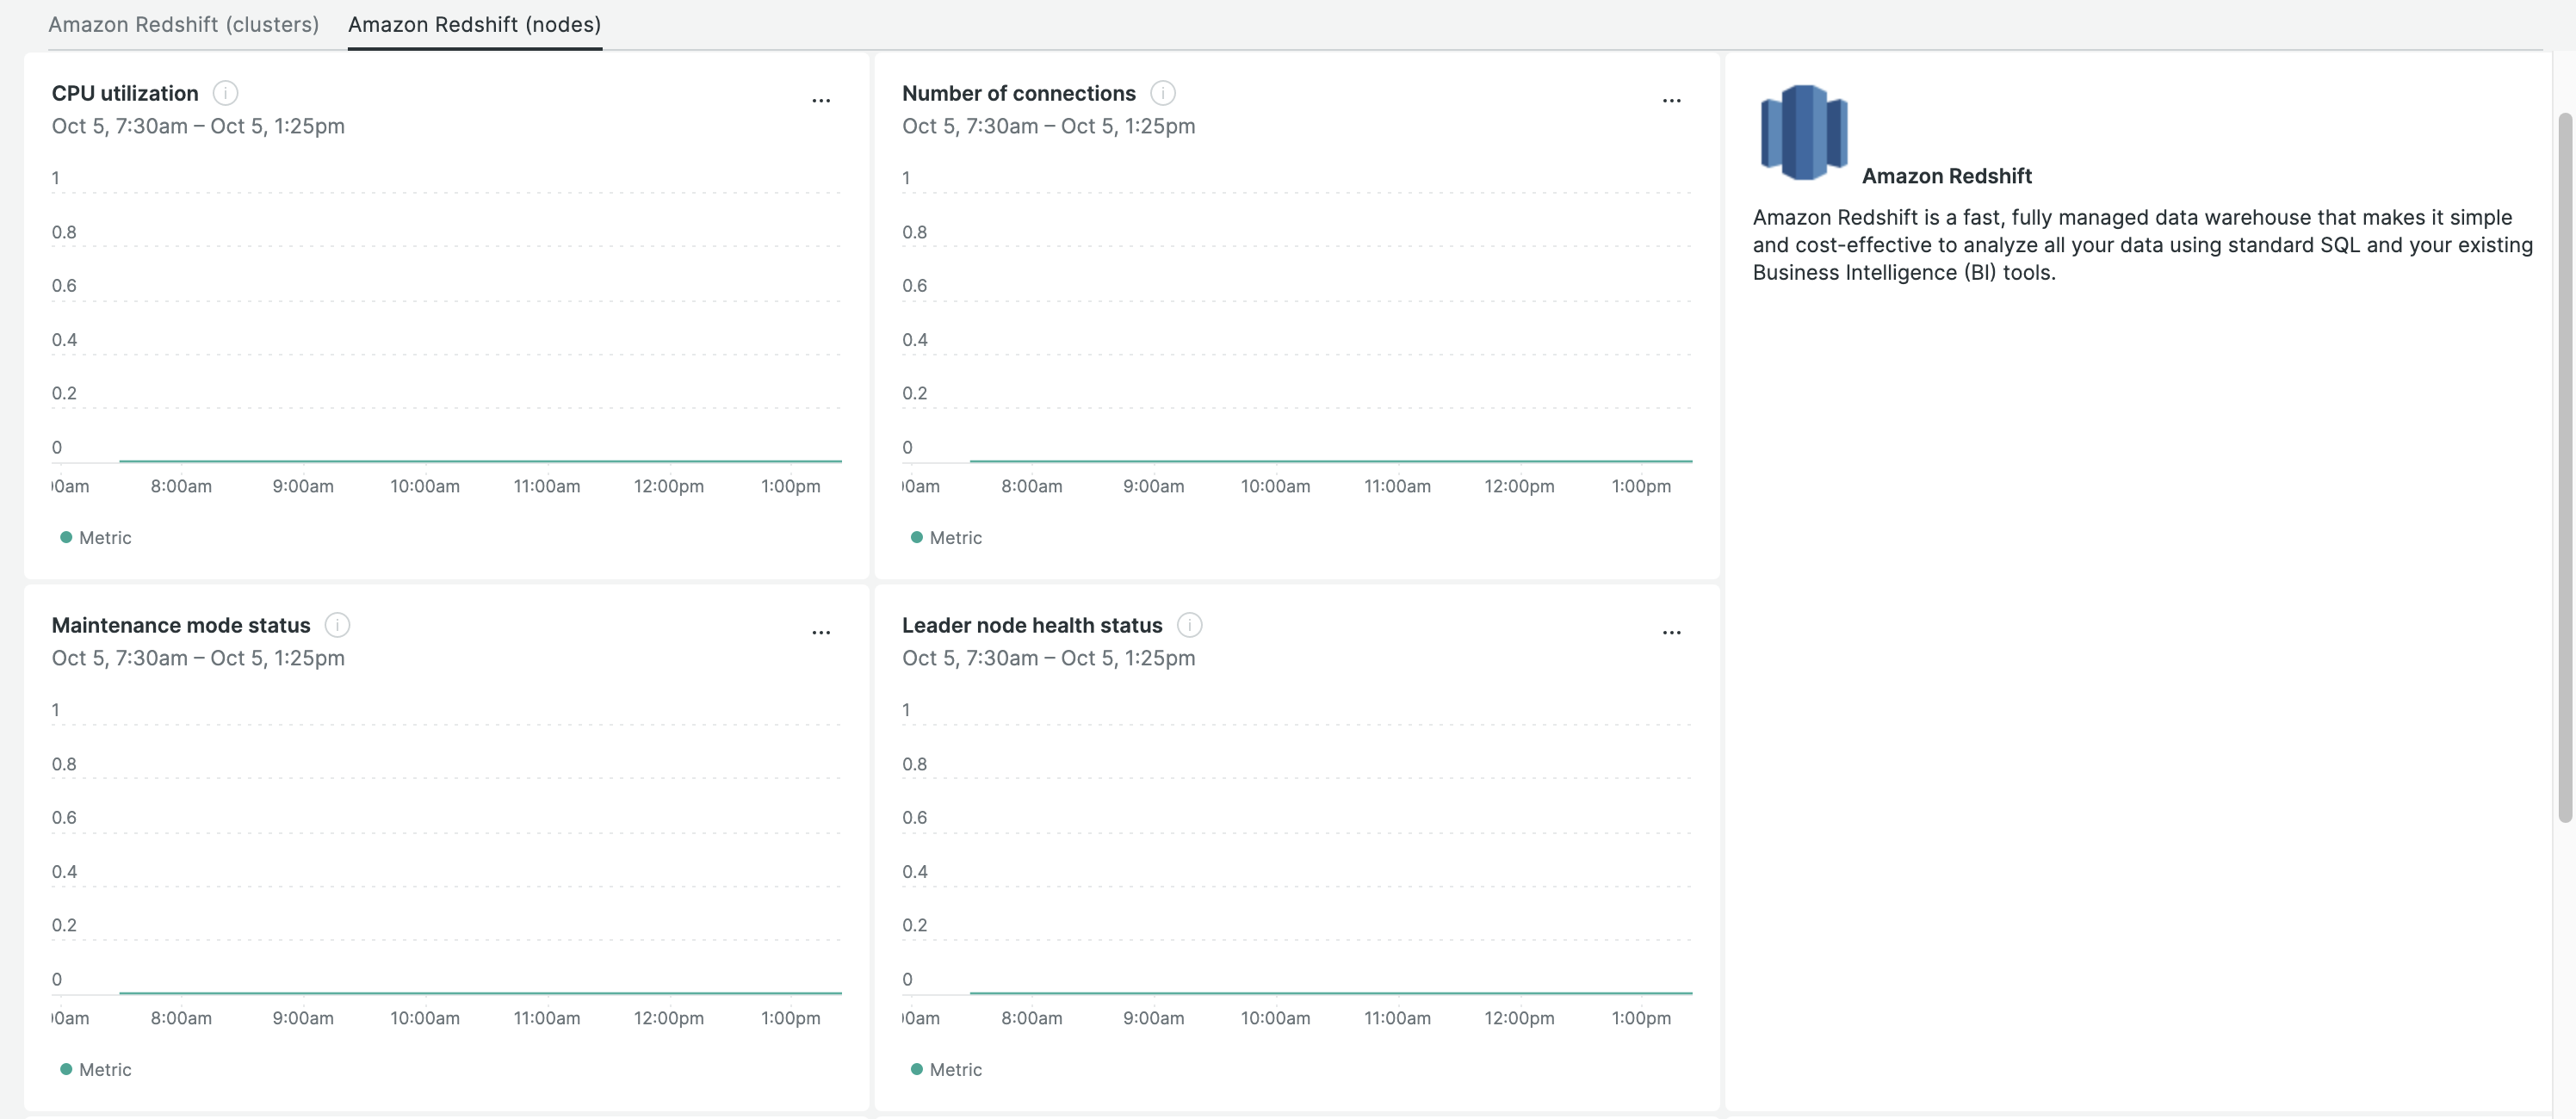 Amazon Redshift (clusters) Amazon Redshift (nodes)
CPU utilization
Oct 5, 7:30am – Oct 5, 1:25pm
1
0.8
0.6
0.4
0.2
0
8:00am 9:00am 10:00am 11:00am 12:00pm 1:00pm
Metric
Number of connections
Oct 5, 7:30am – Oct 5, 1:25pm
1
0.8
0.6
0.4
0.2
0
8:00am 9:00am 10:00am 11:00am 12:00pm 1:00pm
Metric
Amazon Redshift
Amazon Redshift is a fast, fully managed data warehouse that makes it simple
and cost-effective to analyze all your data using standard SQL and your existing
Business Intelligence (BI) tools.
Maintenance mode status
Oct 5, 7:30am – Oct 5, 1:25pm
1
0.8
0.6
0.4
0.2
0
8:00am 9:00am 10:00am 11:00am 12:00pm 1:00pm
Metric
Leader node health status
Oct 5, 7:30am – Oct 5, 1:25pm
1
0.8
0.6
0.4
0.2
0
8:00am 9:00am 10:00am 11:00am 12:00pm 1:00pm
Metric